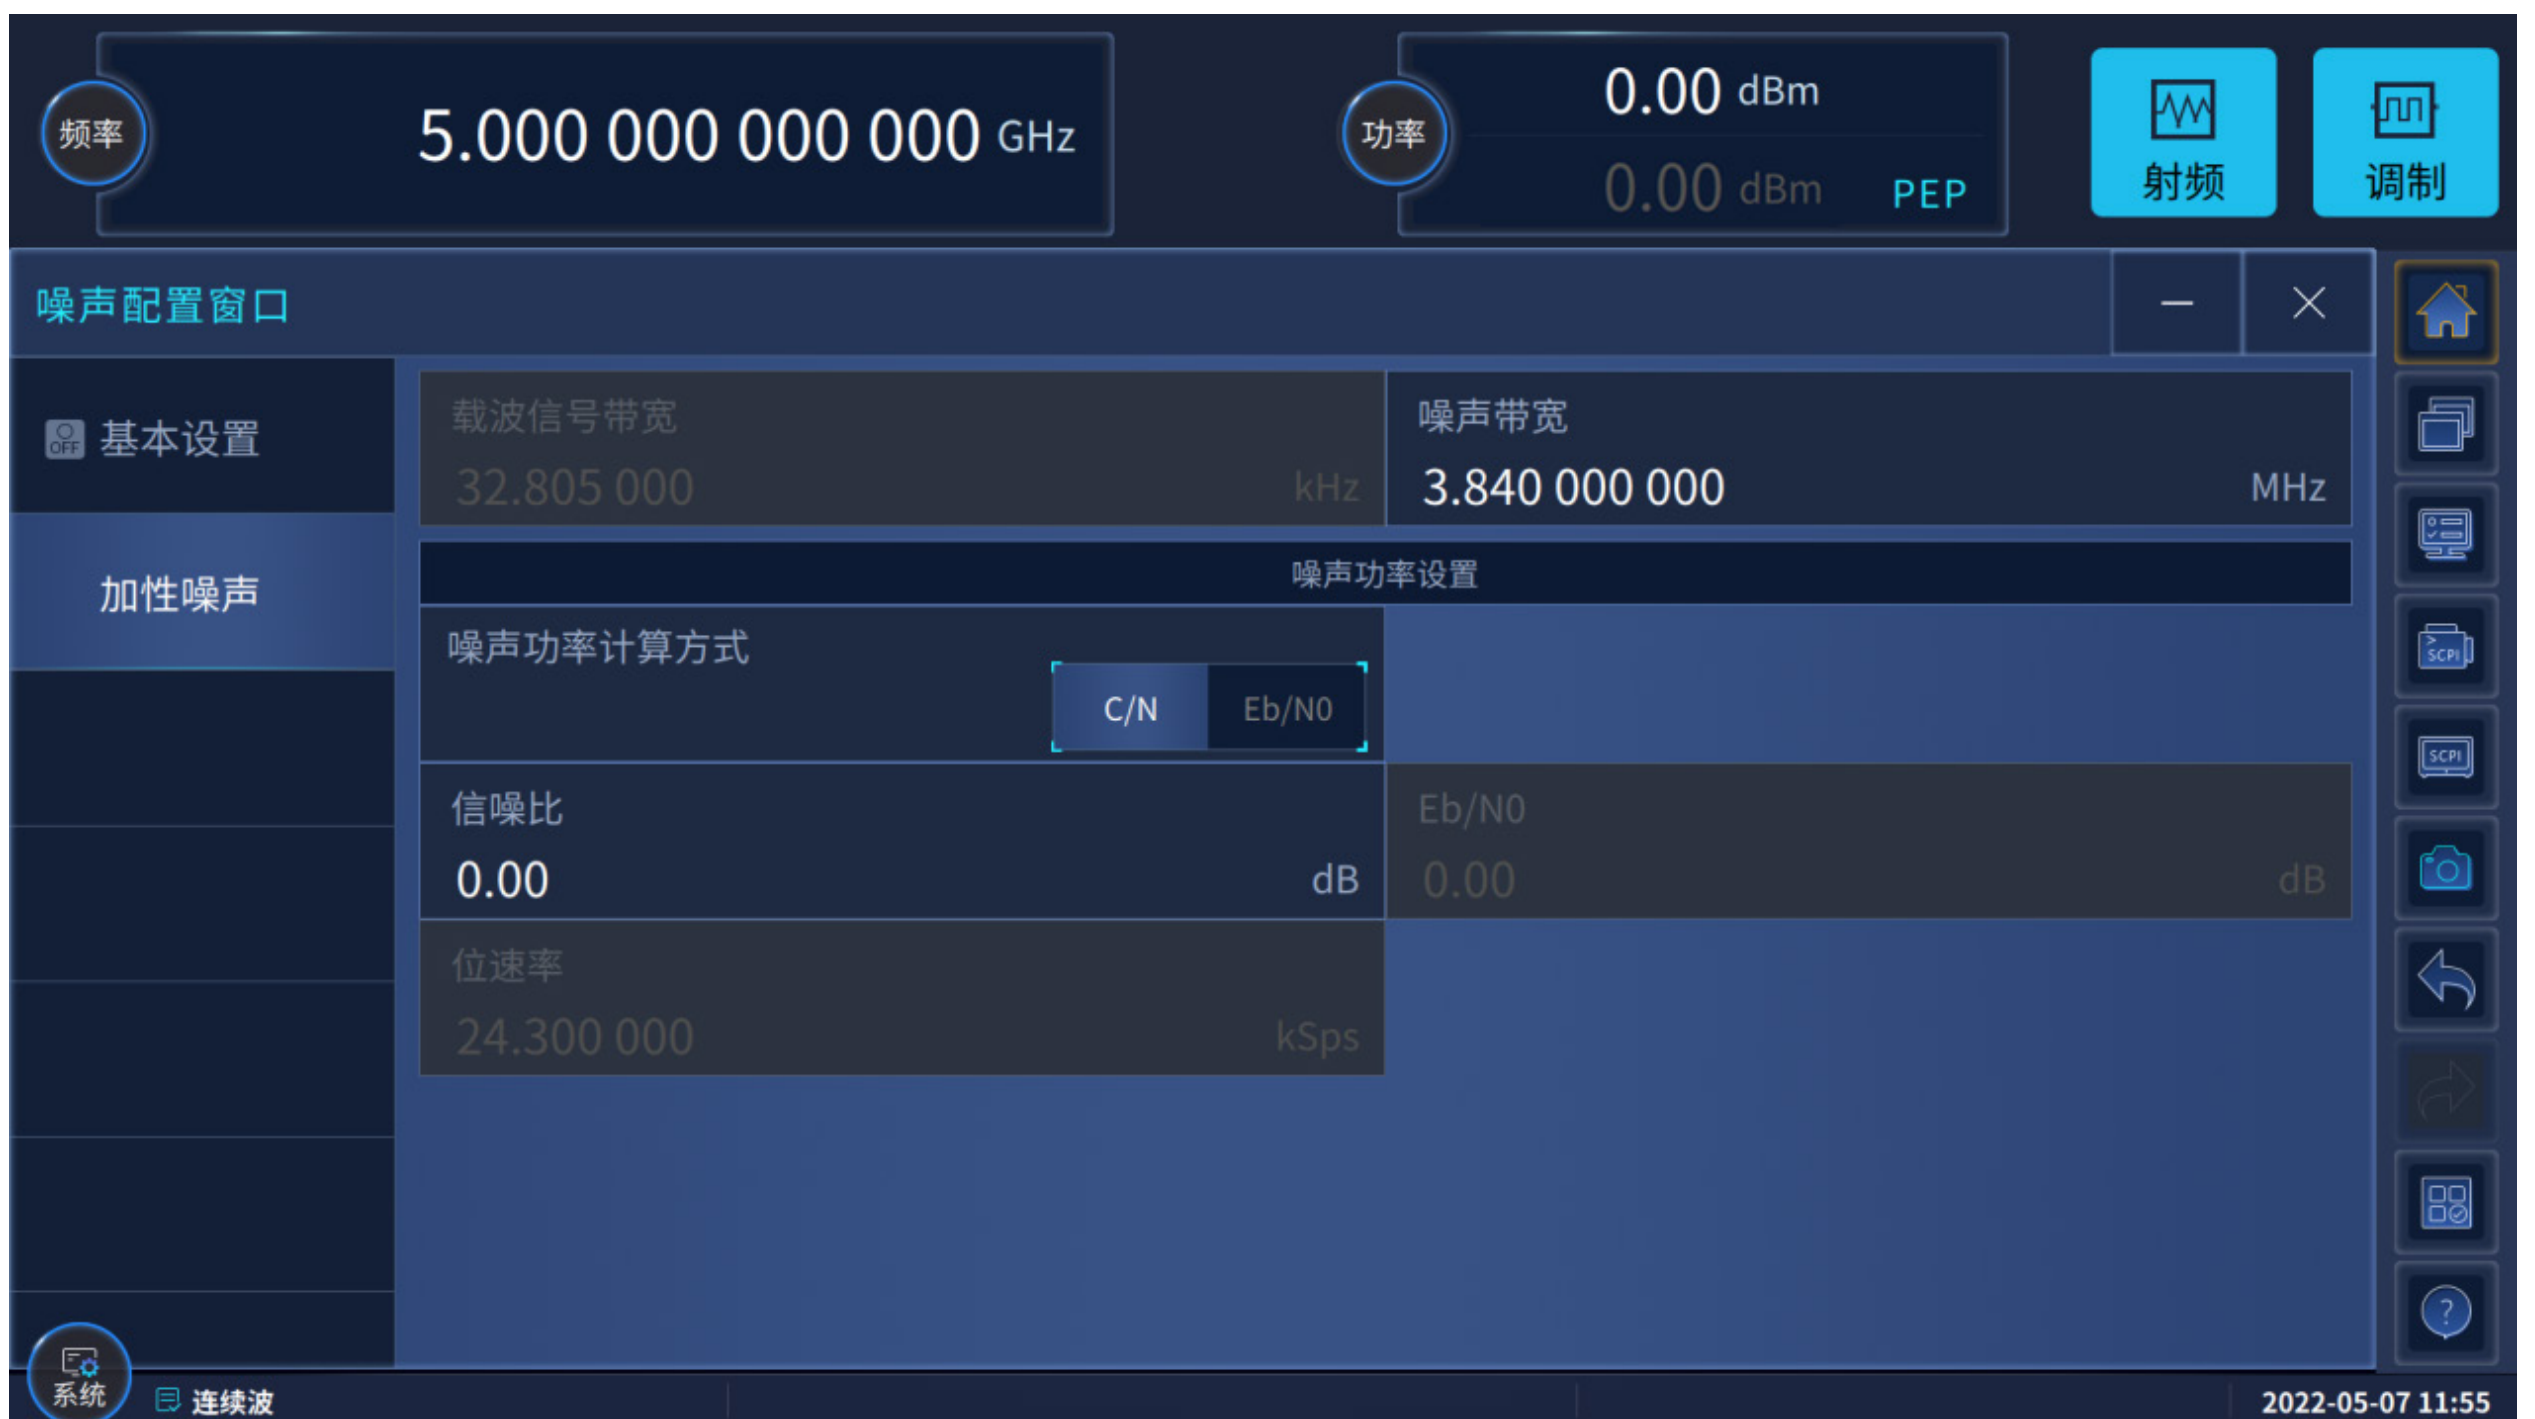 频率
5.000 000 000 000 GHz
功率
0.00 dBm
0.00 dBm PEP
射频
调制
噪声配置窗口
OFF 基本设置
加性噪声
载波信号带宽
32.805 000 kHz
噪声带宽
3.840 000 000 MHz
噪声功率设置
噪声功率计算方式
C/N Eb/N0
信噪比
0.00 dB
Eb/N0
0.00 dB
位速率
24.300 000 kSps
>
SCPI
SCPI
?
系统
连续波
2022-05-07 11:55